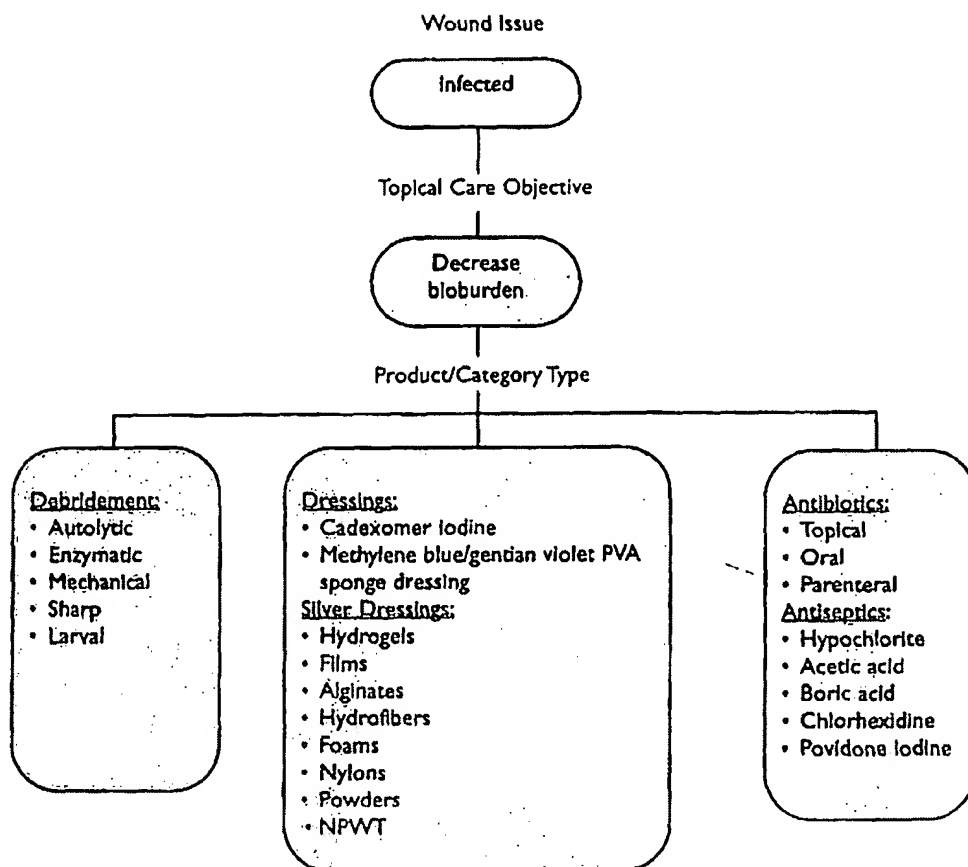 Wound Issue
Infected
Topical Care Objective
Decrease
bioburden
Product/Category Type
Debridement:
• Autolytic
• Enzymatic
• Mechanical
• Sharp
• Larval
Dressings:
• Cadexomer iodine
• Methylene blue/gentian violet PVA
sponge dressing
Silver Dressings:
• Hydrogels
• Films
• Alginates
• Hydrofibers
• Foams
• Nylons
• Powders
• NPWT
Antibiotics:
• Topical
• Oral
• Parenteral
Antiseptics:
• Hypochlorite
• Acetic acid
• Boric acid
• Chlorhexidine
• Povidone iodine